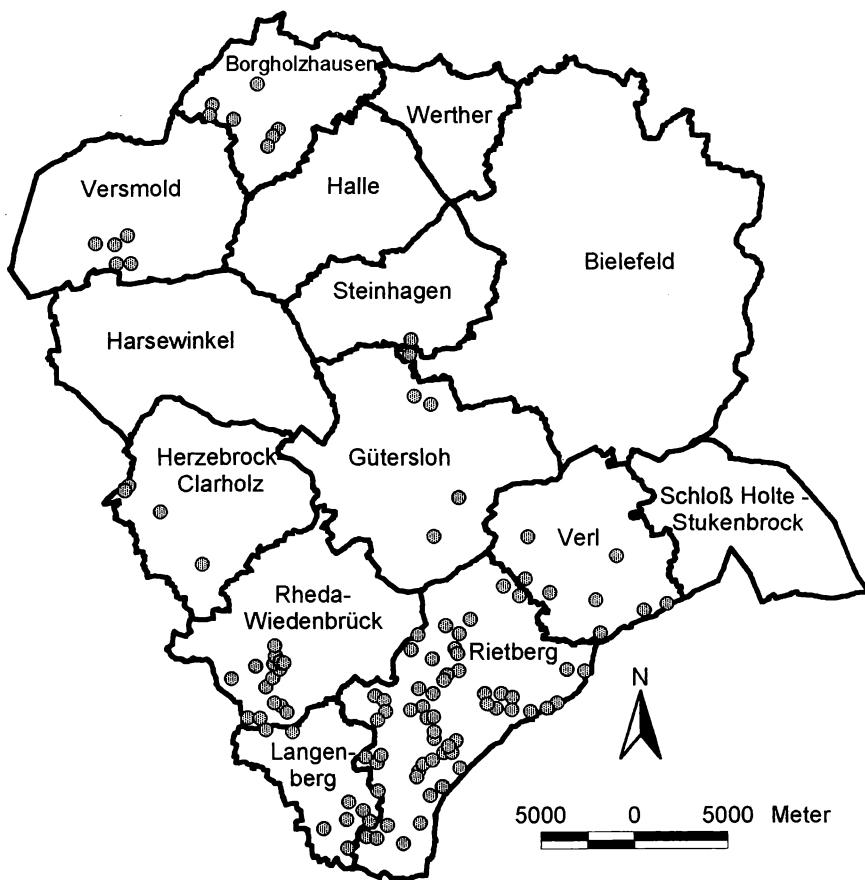 Borgholzhausen
Werther
Versmold
Halle
Bielefeld
Steinhagen
Harsewinkel
Herzebrock
Clarholz
Gütersloh
Schloß Holte -
Stukenbrock
Verl
Rheda-
Wiedenbrück
Rietberg
N
Langen-
berg
5000 0 5000 Meter